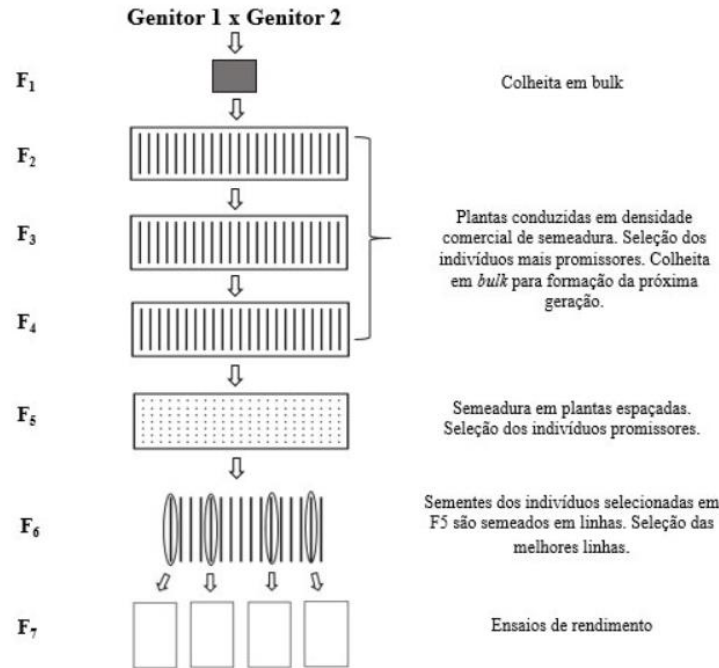 Genitor 1 x Genitor 2
F1
Colheita em bulk
F2
F3
Plantas conduzidas em densidade
comercial de semeadura. Seleção dos
indivíduos mais promissores. Colheita
em bulk para formação da próxima
geração.
F4
F5
Semeadura em plantas espaçadas.
Seleção dos indivíduos promissores.
F6
Sementes dos indivíduos selecionadas em
F5 são semeados em linhas. Seleção das
melhores linhas.
F7
Ensaios de rendimento